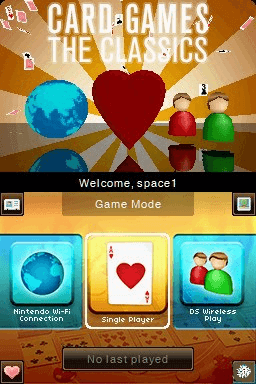 CARD GAMES
THE CLASSICS
Welcome, space1
Game Mode
Nintendo Wi-Fi Connection
Single Player
DS Wireless Play
No last played